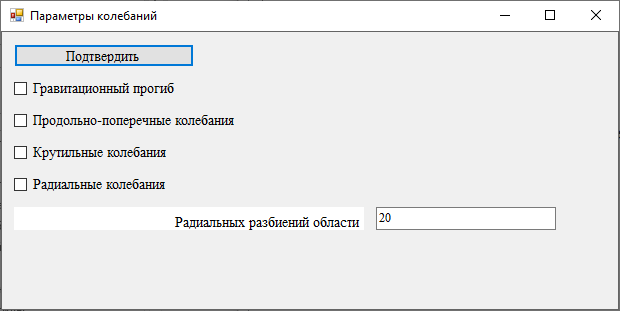 Параметры колебаний
Подтвердить
Гравитационный прогиб
Продольно-поперечные колебания
Крутильные колебания
Радиальные колебания
Радиальных разбиений области 20